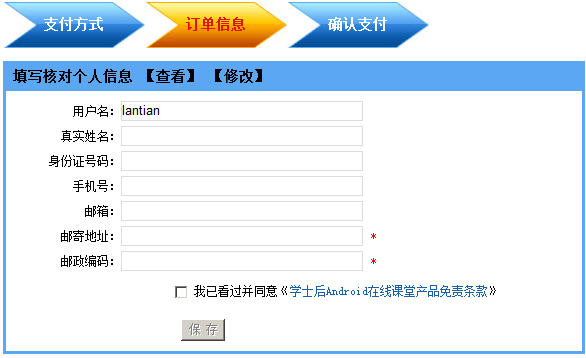 支付方式 订单信息 确认支付
填写核对个人信息 【查看】 【修改】
用户名: lantian
真实姓名:
身份证号码:
手机号:
邮箱:
邮寄地址: *
邮政编码: *
我已看过并同意《学士后Android在线课堂产品免责条款》
保 存